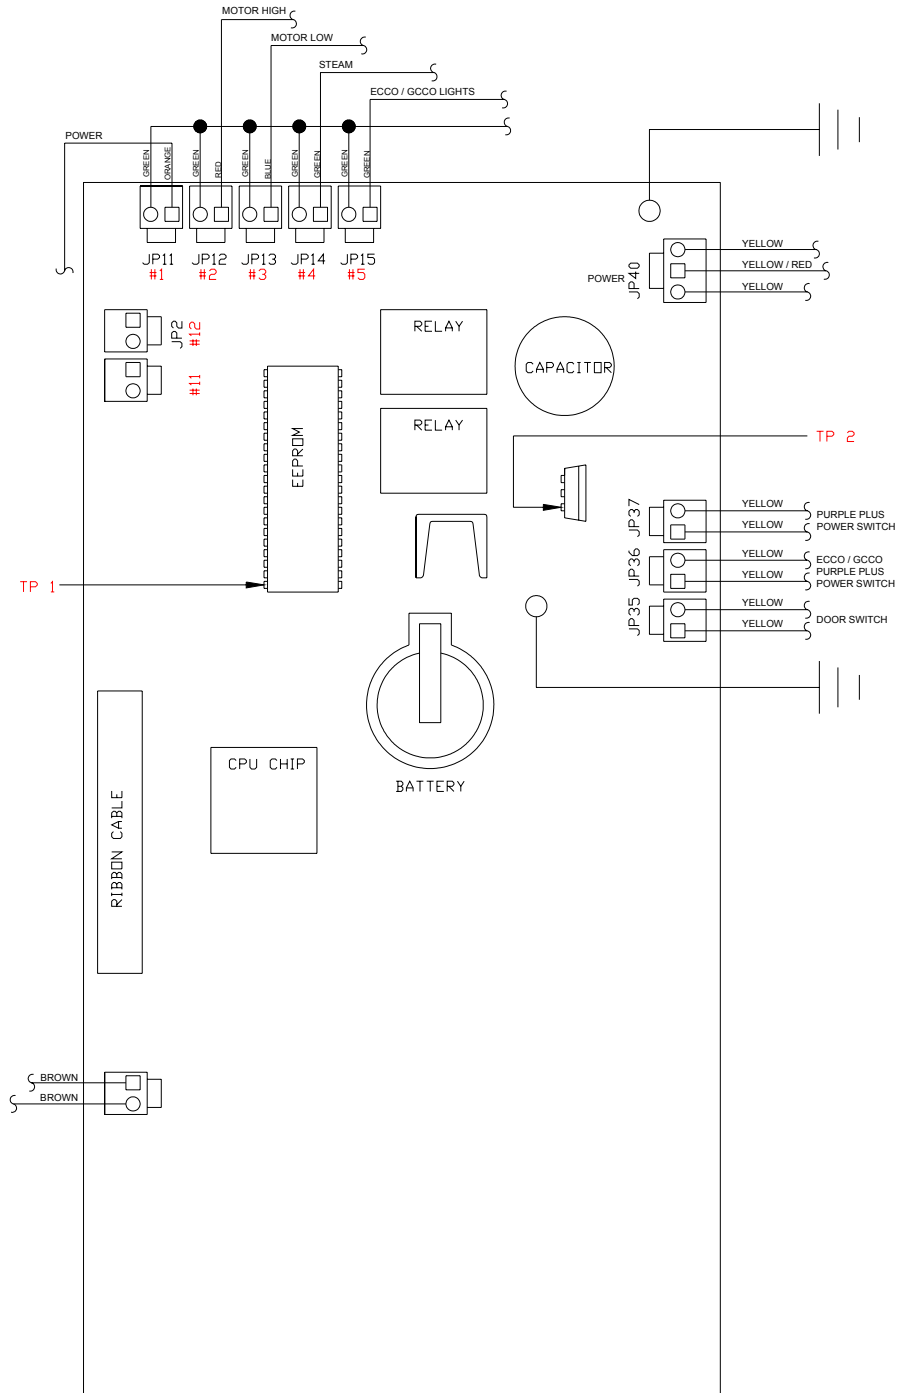 MOTOR HIGH
MOTOR LOW
STEAM
ECCO / GCCO LIGHTS
POWER
GREEN
ORANGE
GREEN
RED
GREEN
BLUE
GREEN
GREEN
GREEN
GREEN
JP11
#1
JP12
#2
JP13
#3
JP14
#4
JP15
#5
POWER
JP40
YELLOW
YELLOW / RED
YELLOW
JP2
#12
#11
RELAY
RELAY
CAPACITOR
EEPROM
TP 2
TP 1
JP37
YELLOW
YELLOW
PURPLE PLUS
POWER SWITCH
JP36
YELLOW
YELLOW
ECCO / GCCO
PURPLE PLUS
POWER SWITCH
JP35
YELLOW
YELLOW
DOOR SWITCH
BATTERY
CPU CHIP
RIBBON CABLE
BROWN
BROWN